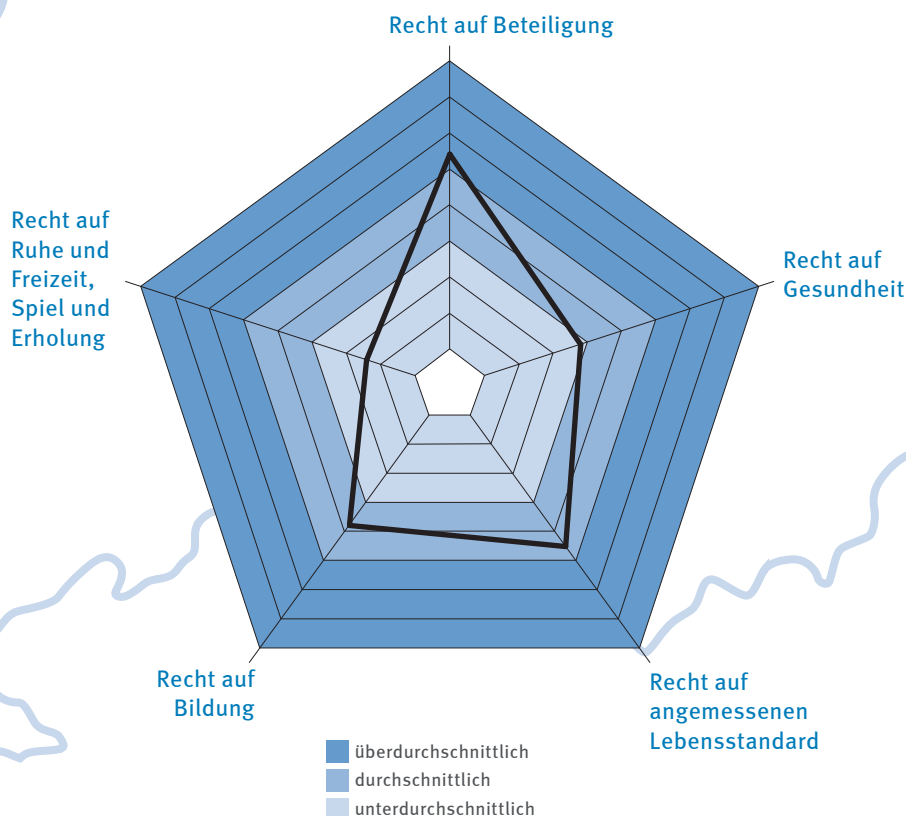 Recht auf Beteiligung
Recht auf
Ruhe und
Freizeit,
Spiel und
Erholung
Recht auf
Gesundheit
Recht auf
Bildung
Recht auf
angemessenen
Lebensstandard
überdurchschnittlich
durchschnittlich
unterdurchschnittlich